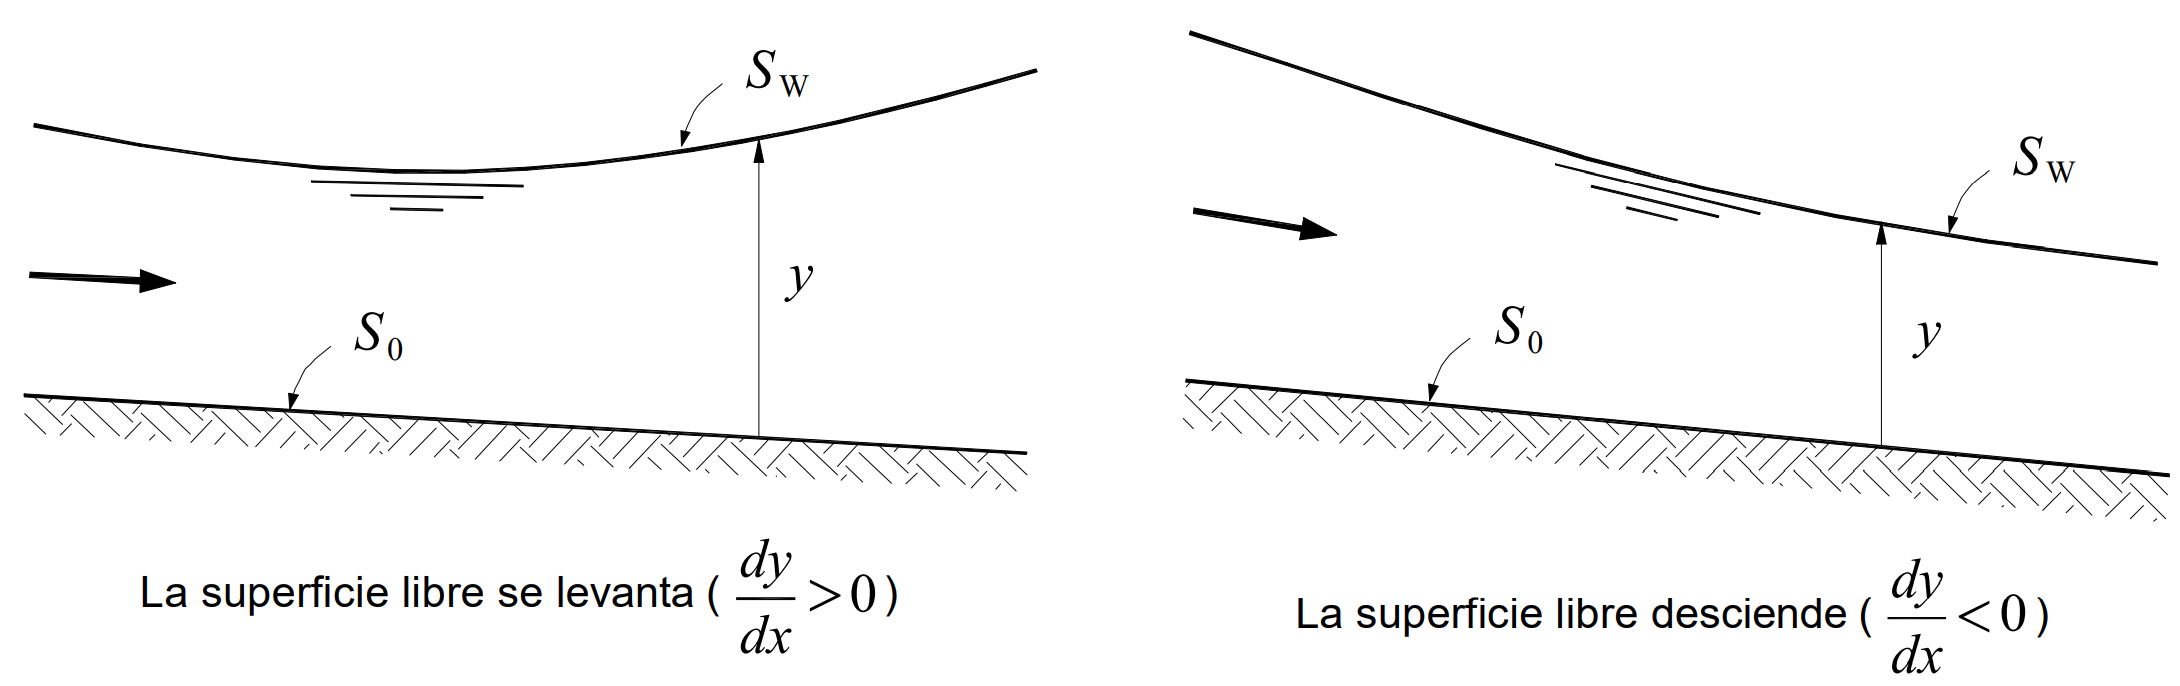 S_W
y
S_0
La superficie libre se levanta ( dy/dx > 0 )
S_W
y
S_0
La superficie libre desciende ( dy/dx < 0 )